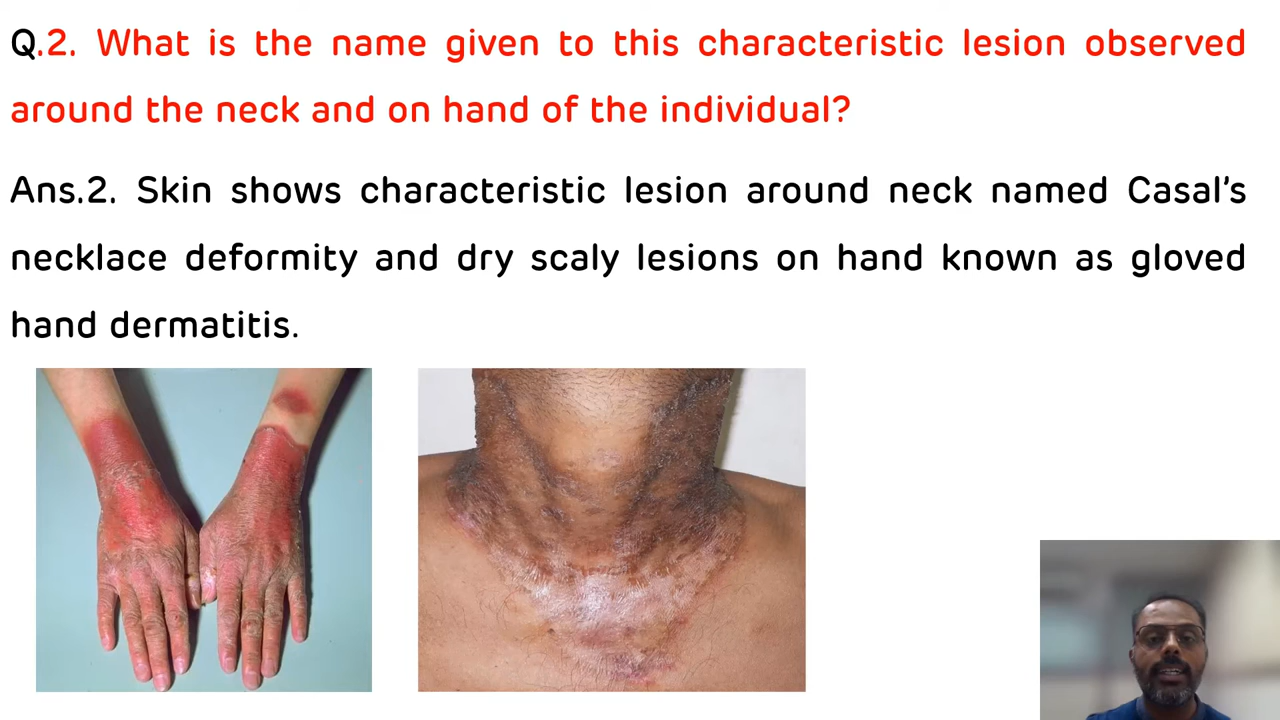 Q.2. What is the name given to this characteristic lesion observed
around the neck and on hand of the individual?
Ans.2. Skin shows characteristic lesion around neck named Casal’s
necklace deformity and dry scaly lesions on hand known as gloved
hand dermatitis.